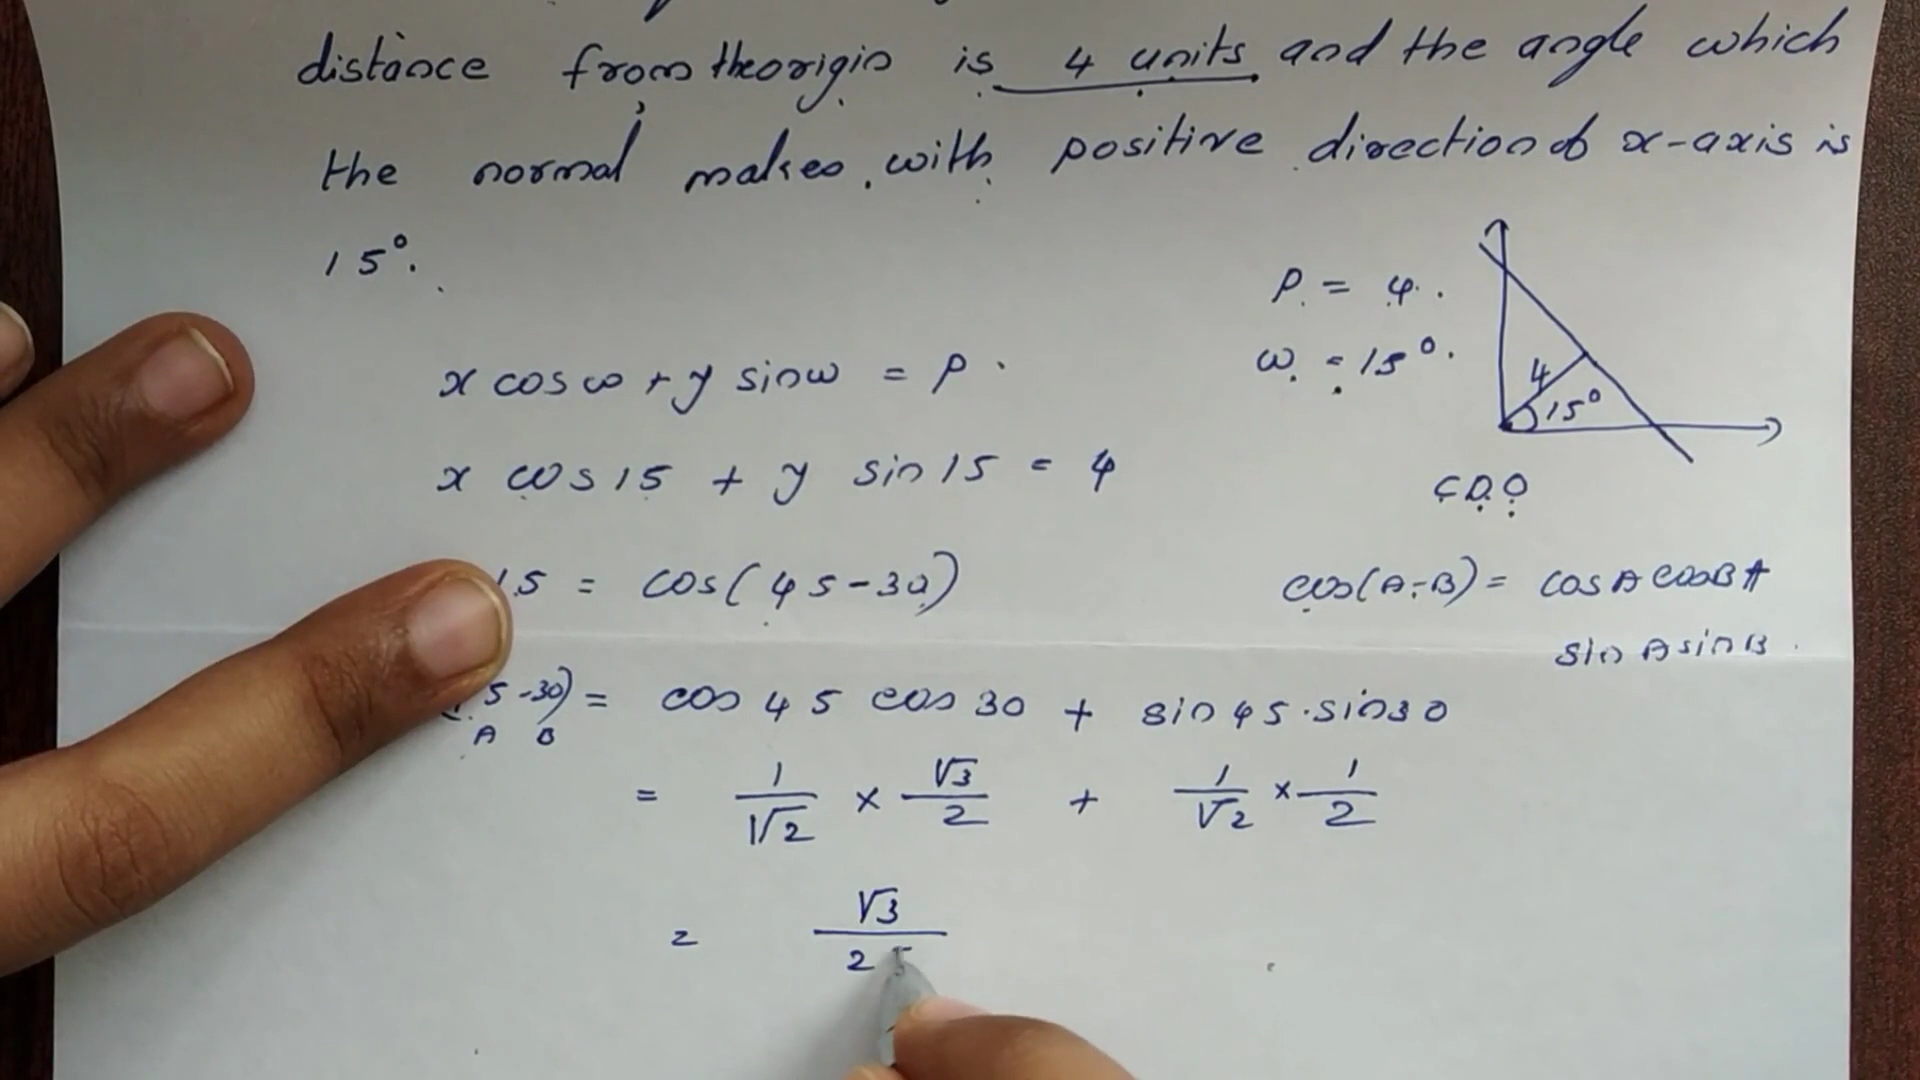 distance from the origin is 4 units and the angle which
the normal makes with positive direction of x-axis is
15°.
P = 4.
ω = 15°.
4
15°
x cos ω + y sin ω = P.
x cos 15 + y sin 15 = 4
15 = cos(45-30)
cos(A-B) = cos A cos B +
sin A sin B.
5-30) = cos 45 cos 30 + sin 45 . sin 30
A B
= 1/√2 × √3/2 + 1/√2 × 1/2
= √3/2